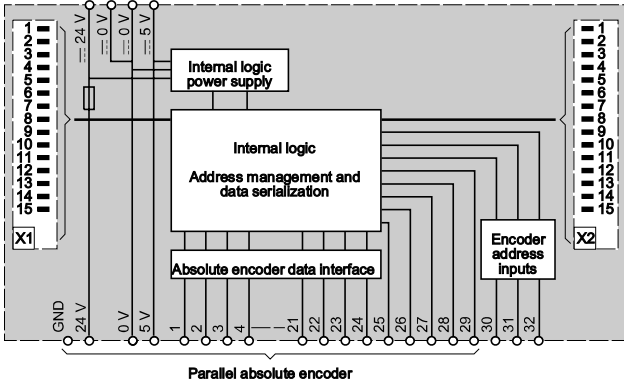 ⎓ 24 V
⎓ 0 V
⎓ 0 V
⎓ 5 V
1
2
3
4
5
6
7
8
9
10
11
12
13
14
15
X1
Internal logic
power supply
Internal logic
Address management and
data serialization
Absolute encoder data interface
1
2
3
4
5
6
7
8
9
10
11
12
13
14
15
X2
Encoder
address
inputs
GND
24 V
0 V
5 V
1
2
3
4
21
22
23
24
25
26
27
28
29
30
31
32
Parallel absolute encoder